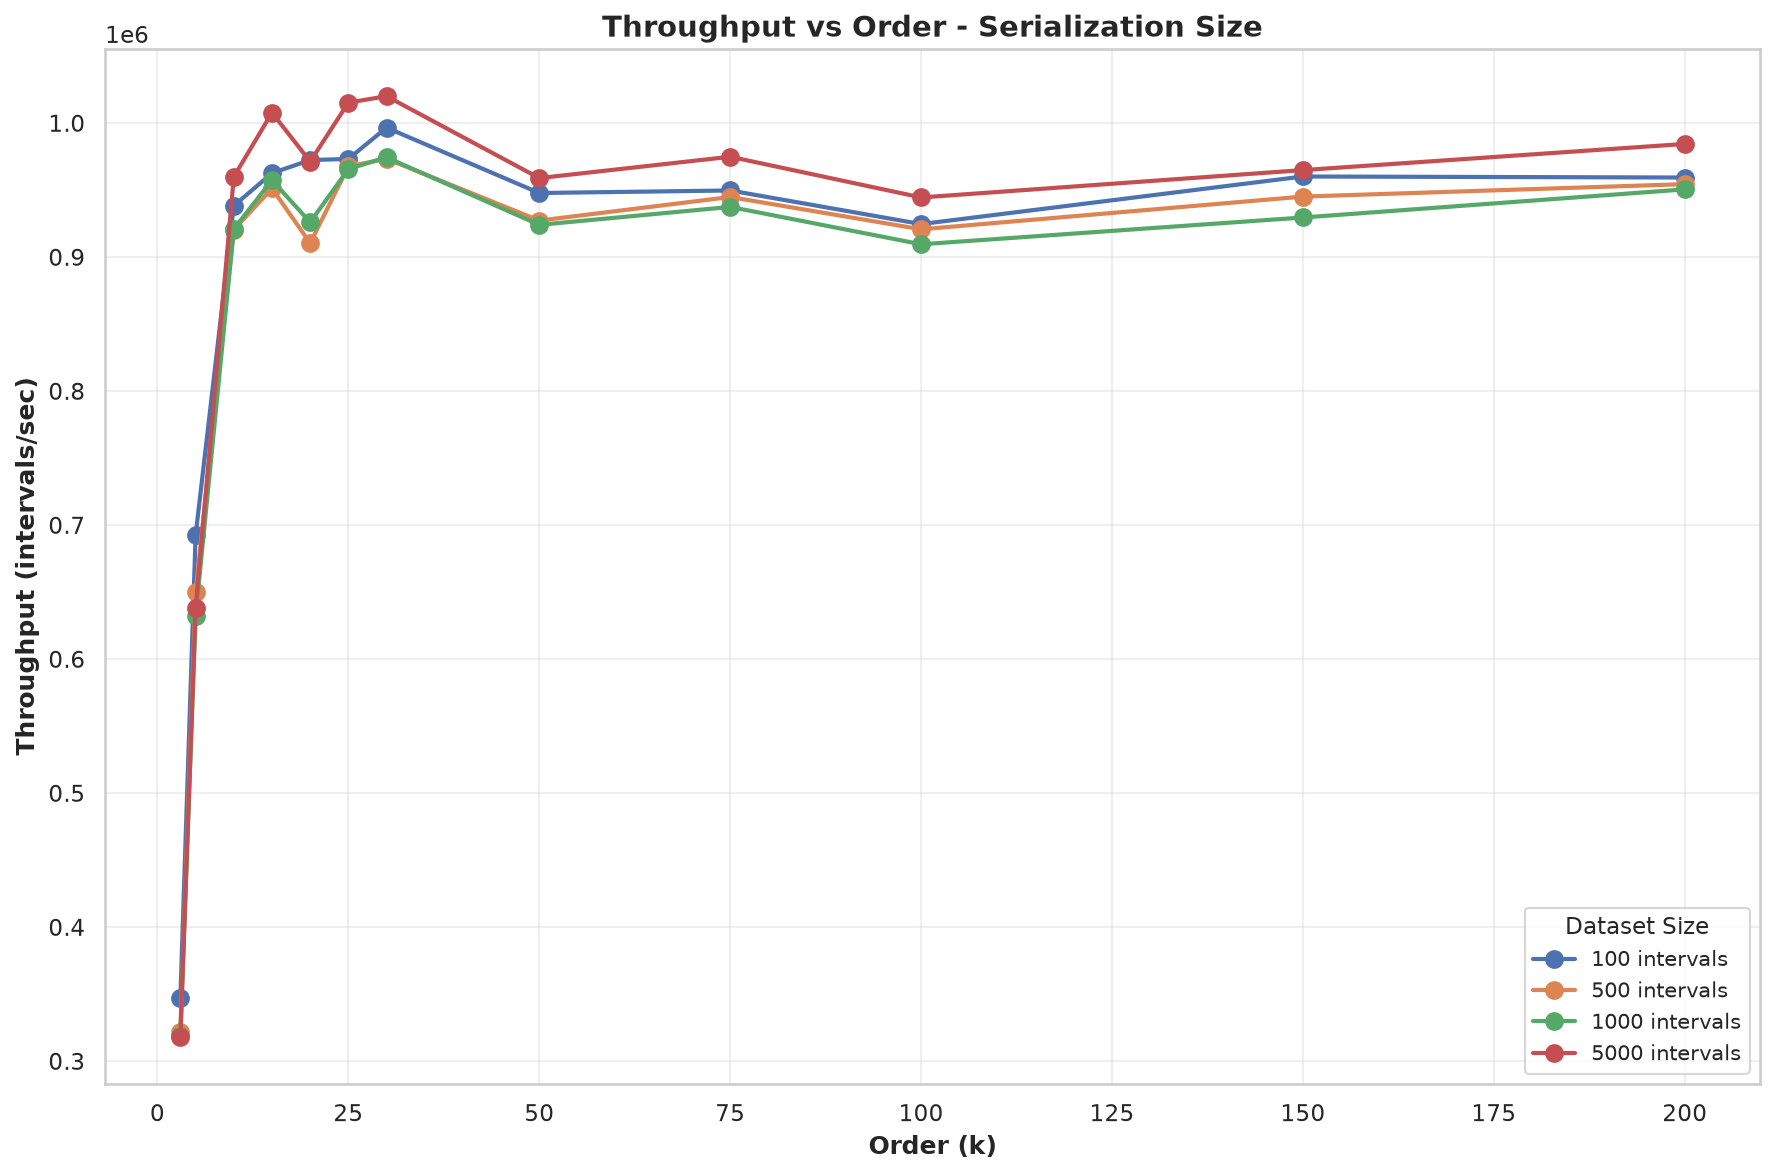 Throughput vs Order - Serialization Size
1e6
1.0
0.9
0.8
0.7
0.6
0.5
0.4
0.3
Throughput (intervals/sec)
0 25 50 75 100 125 150 175 200
Order (k)
Dataset Size
100 intervals
500 intervals
1000 intervals
5000 intervals